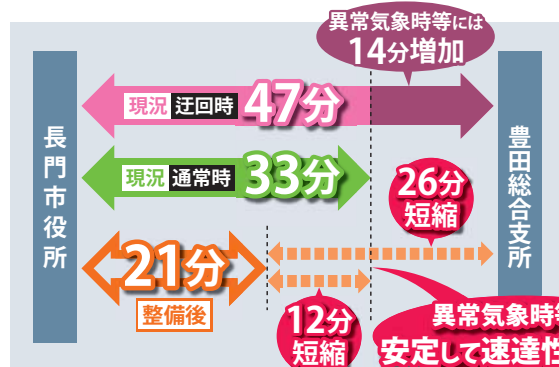 異常気象時等には
14分増加
長門市役所
豊田総合支所
現況 迂回時 47分
現況 通常時 33分
26分
短縮
21分
整備後
12分
短縮
異常気象時
安定して速達性